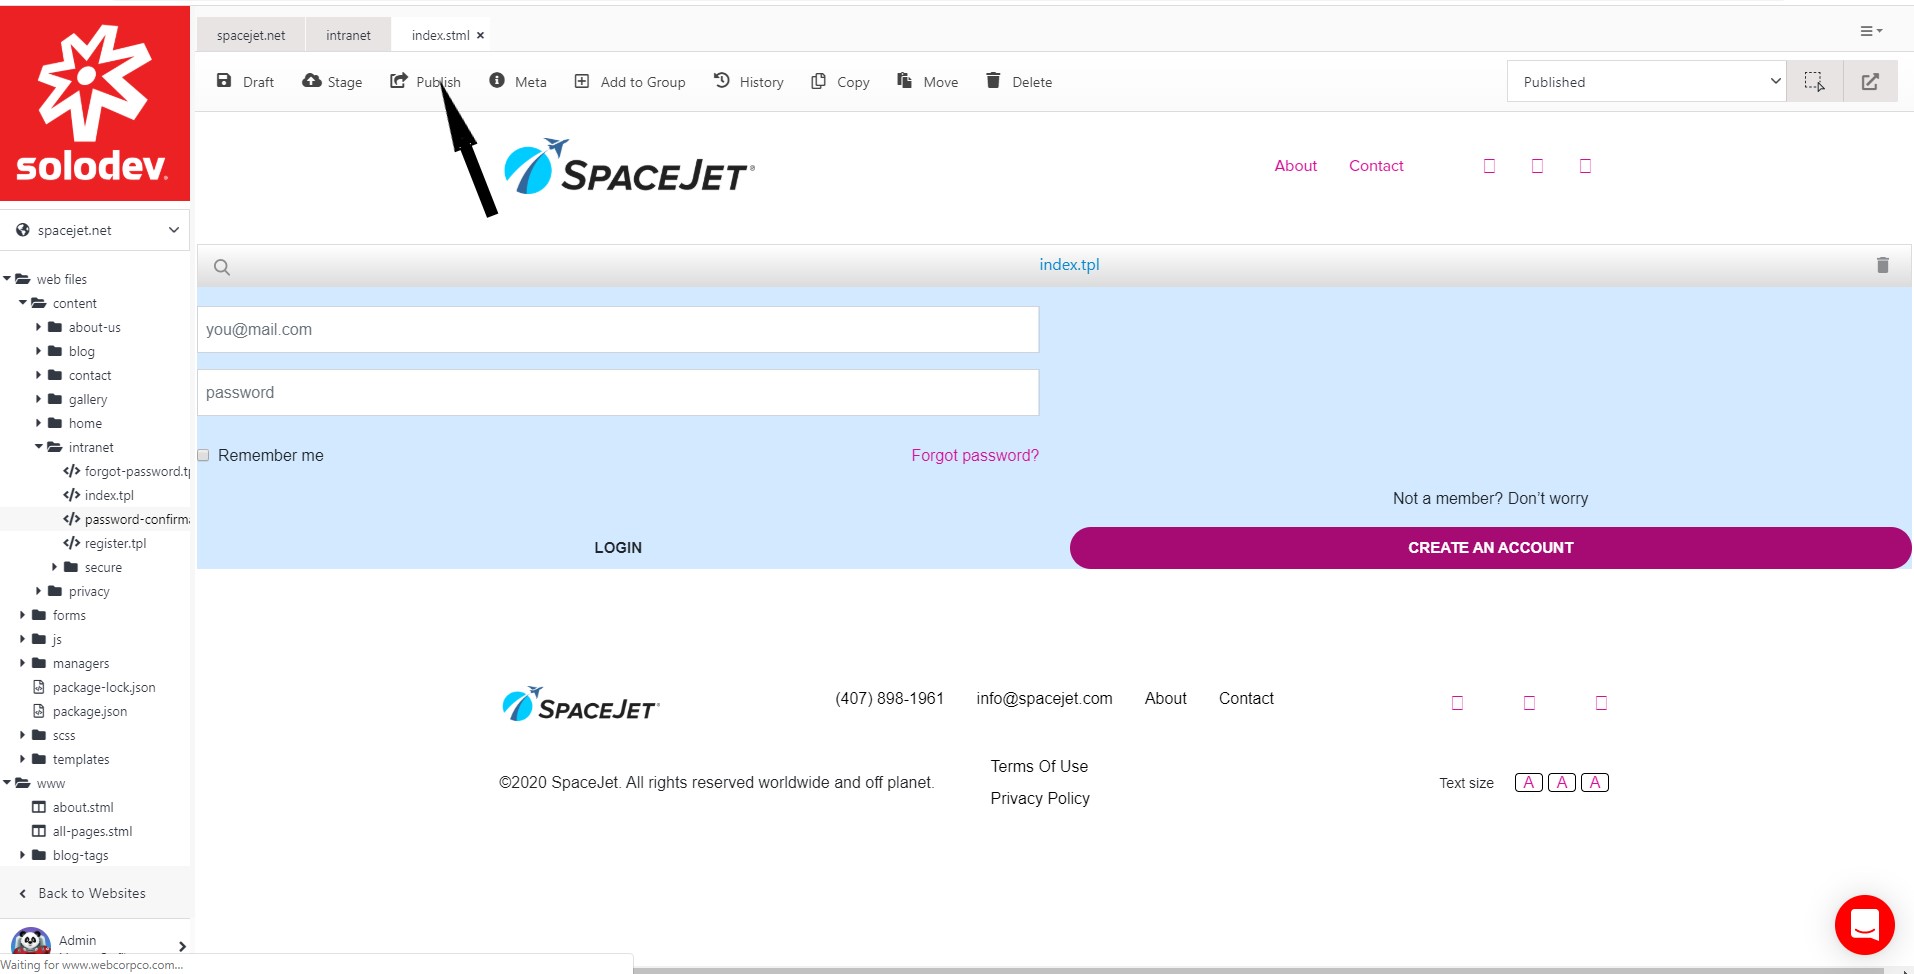 solodev
spacejet.net intranet index.stml ×
Draft Stage Publish Meta Add to Group History Copy Move Delete Published
SPACEJET
About Contact
spacejet.net
index.tpl
web files
content
about-us
blog
contact
gallery
home
intranet
forgot-password.tp
index.tpl
password-confirma
register.tpl
secure
privacy
forms
js
managers
package-lock.json
package.json
scss
templates
www
about.stml
all-pages.stml
blog-tags
Back to Websites
Admin
Waiting for www.webcorpco.com...
you@mail.com
password
Remember me Forgot password?
Not a member? Don’t worry
LOGIN CREATE AN ACCOUNT
SPACEJET
(407) 898-1961 info@spacejet.com About Contact
©2020 SpaceJet. All rights reserved worldwide and off planet.
Terms Of Use
Privacy Policy
Text size A A A